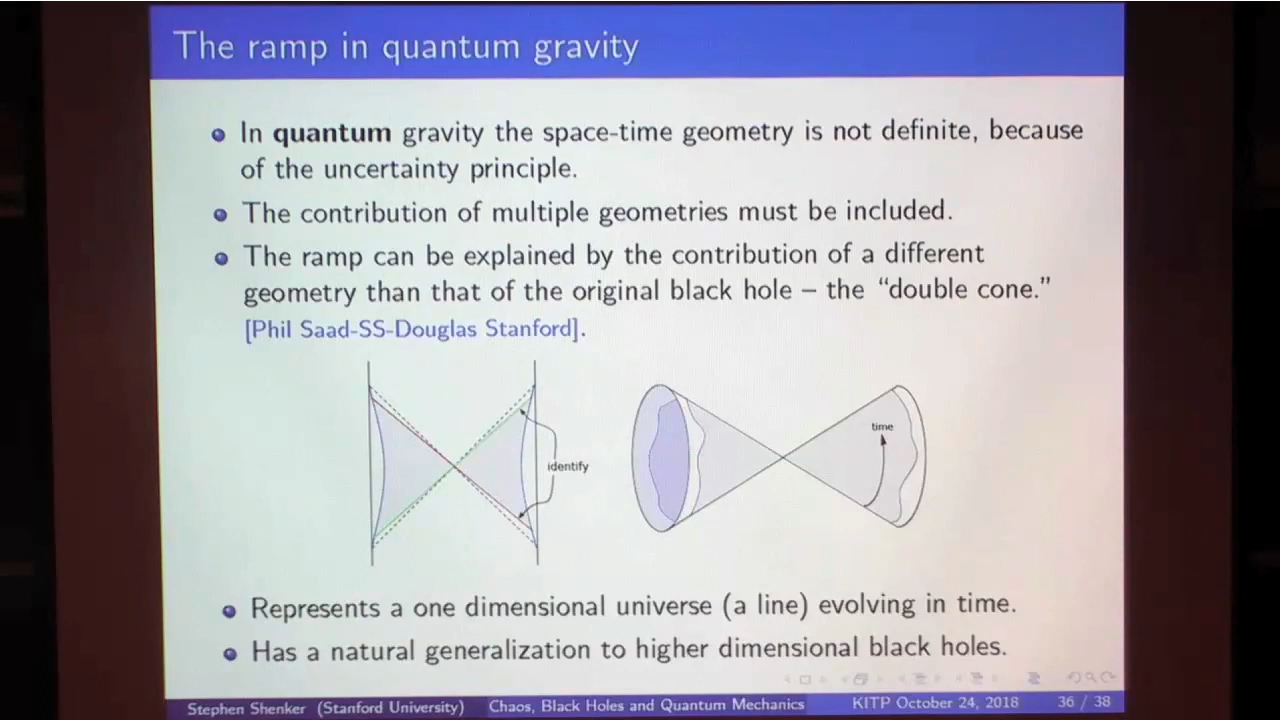 The ramp in quantum gravity
In quantum gravity the space-time geometry is not definite, because
of the uncertainty principle.
The contribution of multiple geometries must be included.
The ramp can be explained by the contribution of a different
geometry than that of the original black hole – the “double cone.”
[Phil Saad-SS-Douglas Stanford].
identify
time
Represents a one dimensional universe (a line) evolving in time.
Has a natural generalization to higher dimensional black holes.
Stephen Shenker (Stanford University) Chaos, Black Holes and Quantum Mechanics KITP October 24, 2018 36 / 38